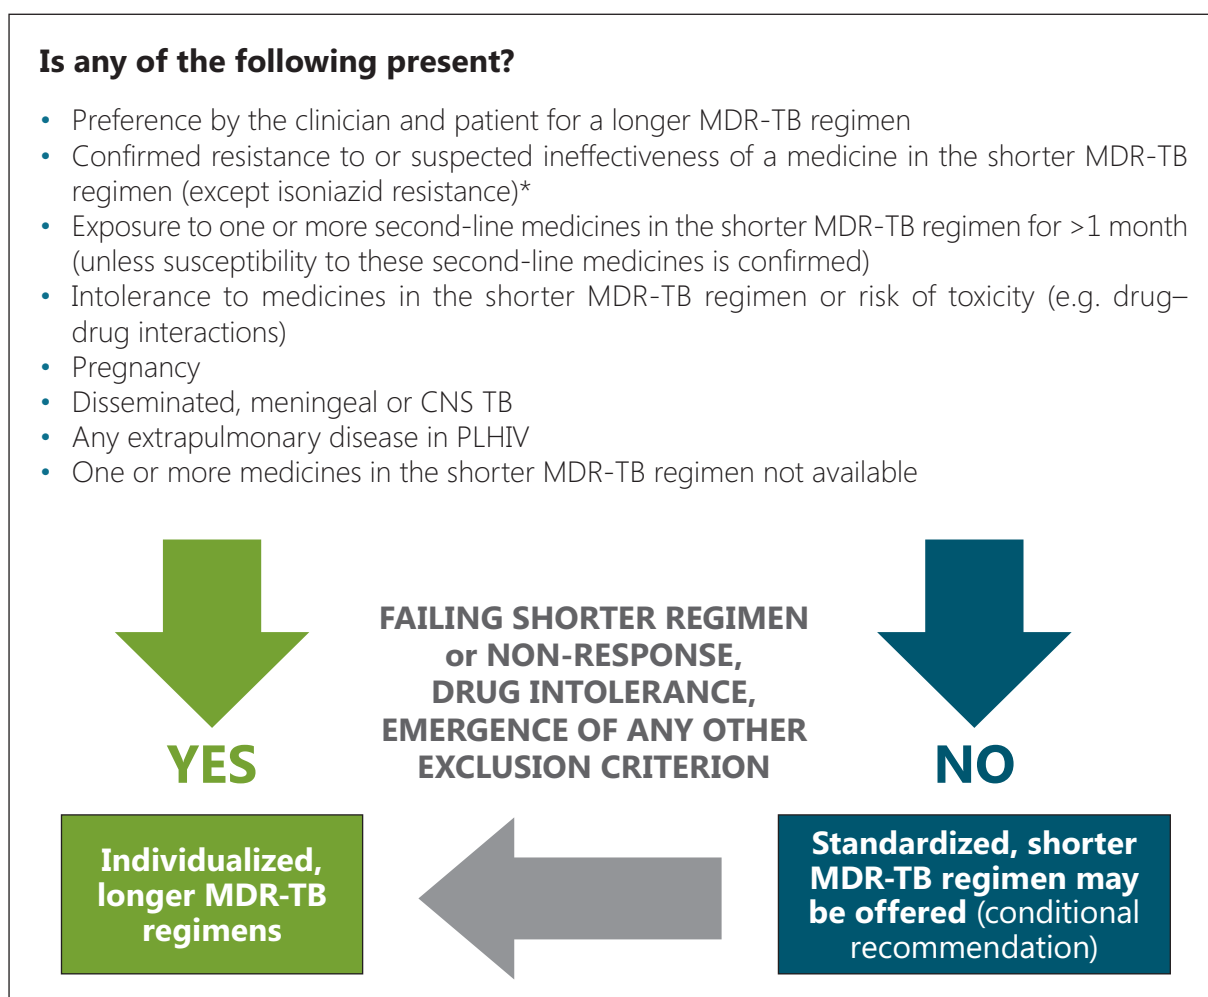 Is any of the following present?
• Preference by the clinician and patient for a longer MDR-TB regimen
• Confirmed resistance to or suspected ineffectiveness of a medicine in the shorter MDR-TB
regimen (except isoniazid resistance)*
• Exposure to one or more second-line medicines in the shorter MDR-TB regimen for >1 month
(unless susceptibility to these second-line medicines is confirmed)
• Intolerance to medicines in the shorter MDR-TB regimen or risk of toxicity (e.g. drug–
drug interactions)
• Pregnancy
• Disseminated, meningeal or CNS TB
• Any extrapulmonary disease in PLHIV
• One or more medicines in the shorter MDR-TB regimen not available
FAILING SHORTER REGIMEN
or NON-RESPONSE,
DRUG INTOLERANCE,
EMERGENCE OF ANY OTHER
EXCLUSION CRITERION
YES
NO
Individualized,
longer MDR-TB
regimens
Standardized, shorter
MDR-TB regimen may
be offered (conditional
recommendation)